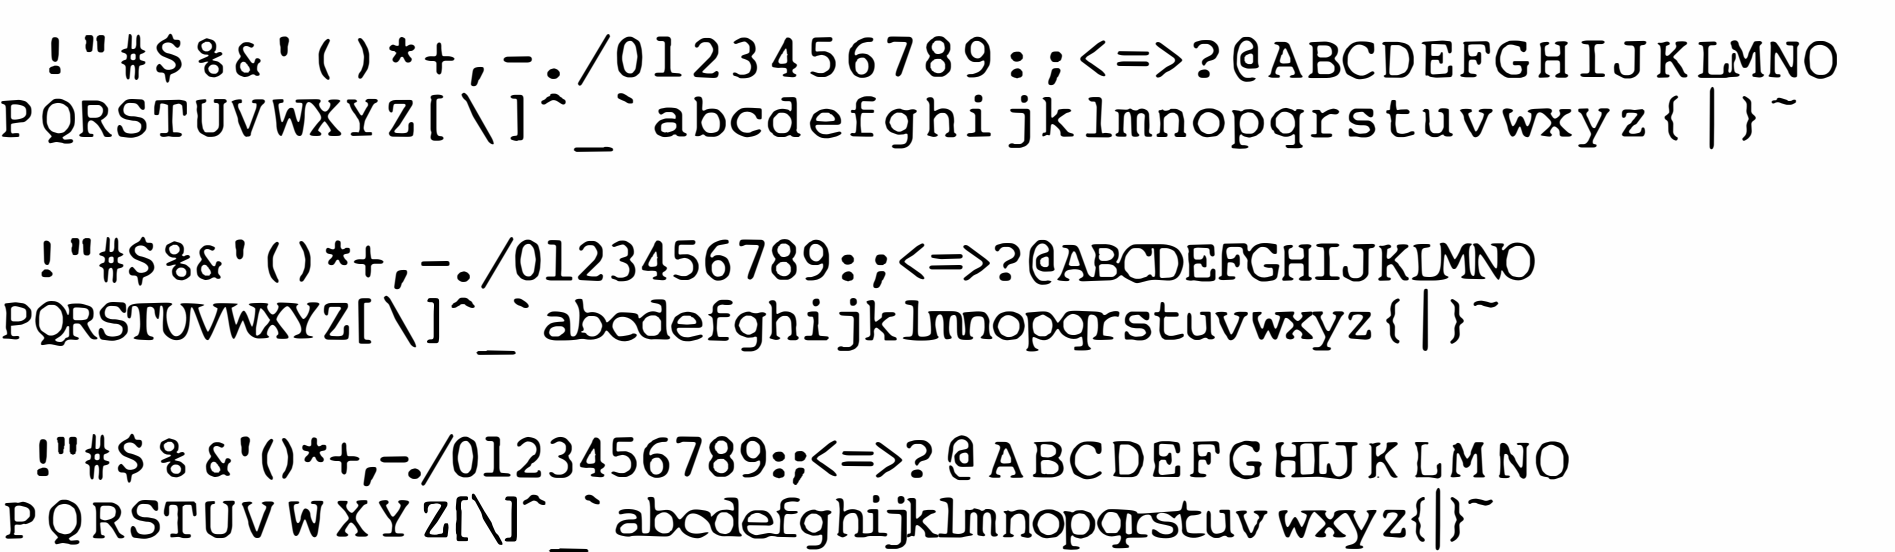 !"#$%&'()*+,-./0123456789:;<=>?@ABCDEFGHIJKLMNO
PQRSTUVWXYZ[\]^_`abcdefghijklmnopqrstuvwxyz{|}~
!"#$%&'()*+,-./0123456789:;<=>?@ABCDEFGHIJKLMNO
PQRSTUVWXYZ[\]^_`abcdefghijklmnopqrstuvwxyz{|}~
!"#$%&'()*+,-./0123456789:;<=>?@ABCDEFGHIJKLMNO
PQRSTUVWXYZ[\]^_`abcdefghijklmnopqrstuvwxyz{|}~